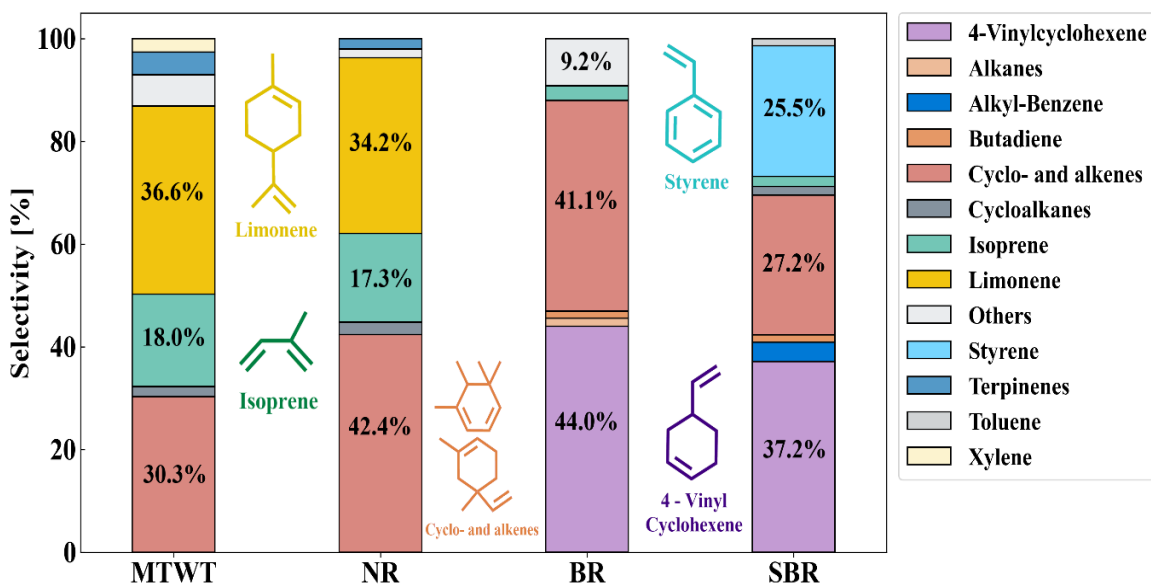 Selectivity [%]
100
80
60
40
20
0
MTWT
NR
BR
SBR
36.6%
18.0%
30.3%
34.2%
17.3%
42.4%
9.2%
41.1%
44.0%
25.5%
27.2%
37.2%
Limonene
Isoprene
Cyclo- and alkenes
Styrene
4 - Vinyl
Cyclohexene
4-Vinylcyclohexene
Alkanes
Alkyl-Benzene
Butadiene
Cyclo- and alkenes
Cycloalkanes
Isoprene
Limonene
Others
Styrene
Terpinenes
Toluene
Xylene